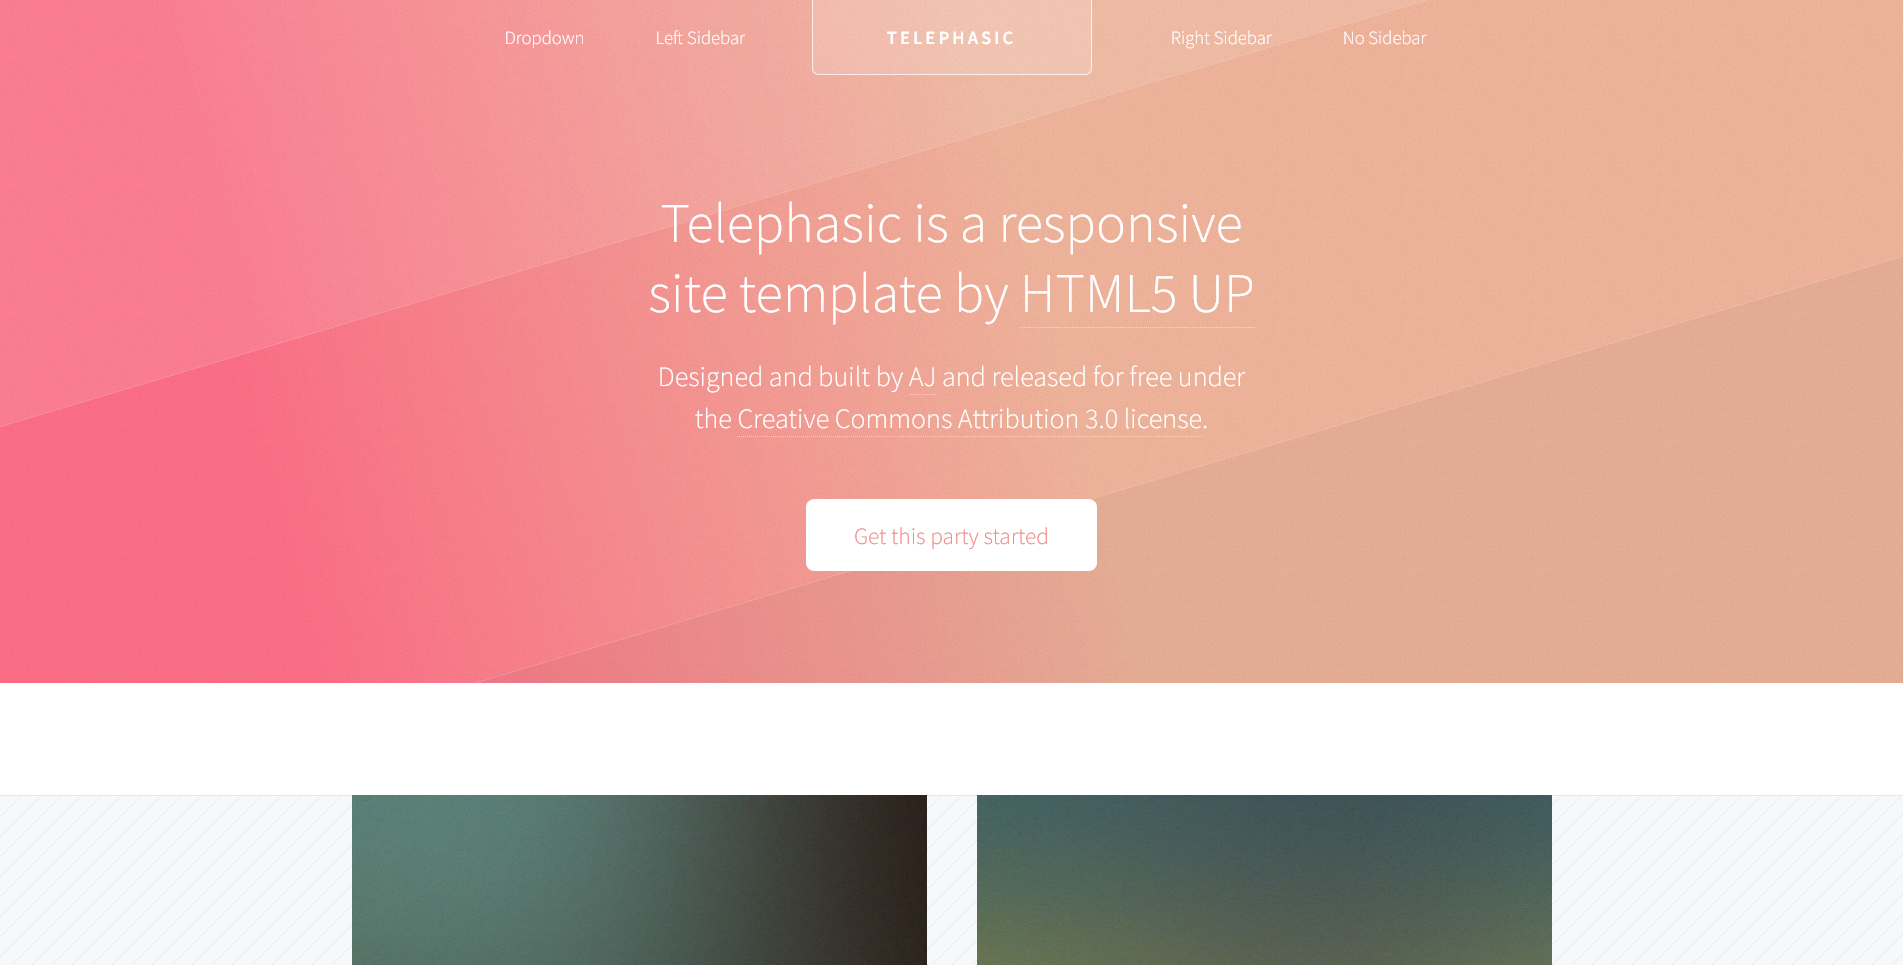 Dropdown
Left Sidebar
TELEPHASIC
Right Sidebar
No Sidebar
Telephasic is a responsive
site template by HTML5 UP
Designed and built by AJ and released for free under
the Creative Commons Attribution 3.0 license.
Get this party started